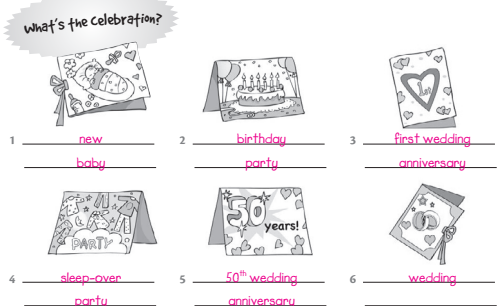 What's the Celebration?
1st
1 new
baby
2 birthday
party
3 first wedding
anniversary
PARTY
50
years!
4 sleep-over
party
5 50th wedding
anniversary
6 wedding